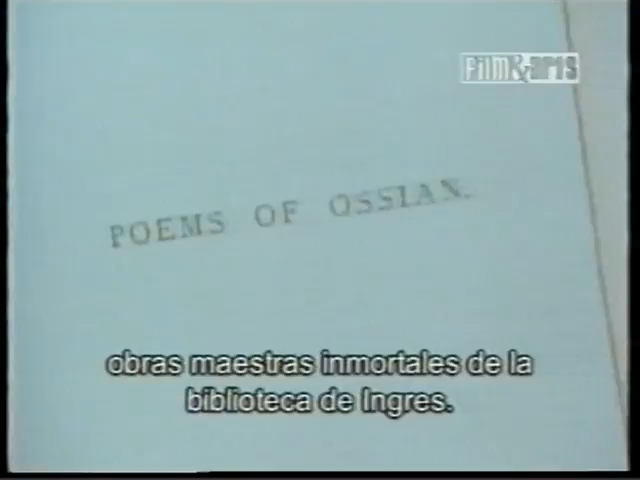 Film&arts
POEMS OF OSSIAN.
obras maestras inmortales de la
biblioteca de Ingres.